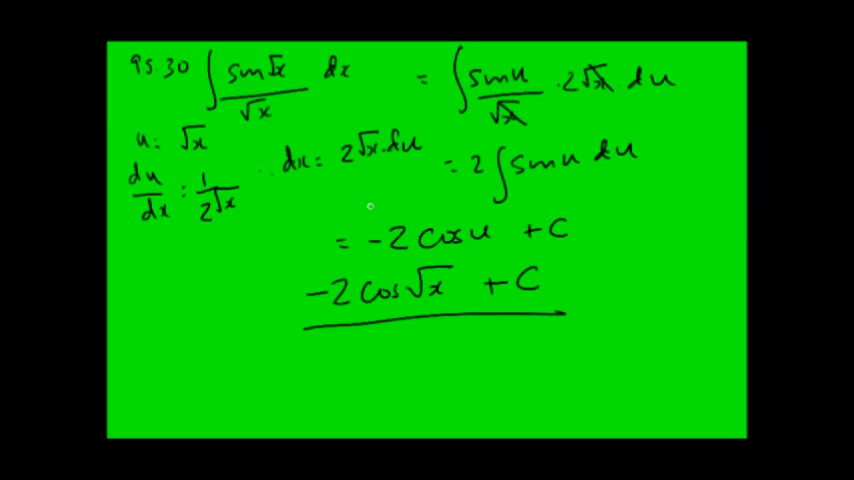 95.30 ∫ sin√x / √x dx = ∫ sin u / √x · 2√x du
u = √x
du/dx = 1/2√x ∴ dx = 2√x · du = 2 ∫ sin u du
= -2 cos u + C
-2 cos √x + C